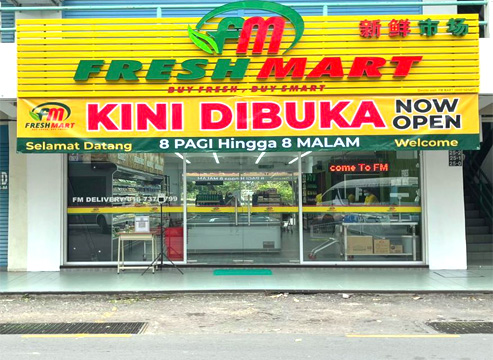 fm
新鲜市场
FRESH MART
BUY FRESH, BUY SMART
fm
FRESHMART
KINI DIBUKA
NOW
OPEN
Selamat Datang
8 PAGI Hingga 8 MALAM
Welcome
come To FM
FM DELIVERY